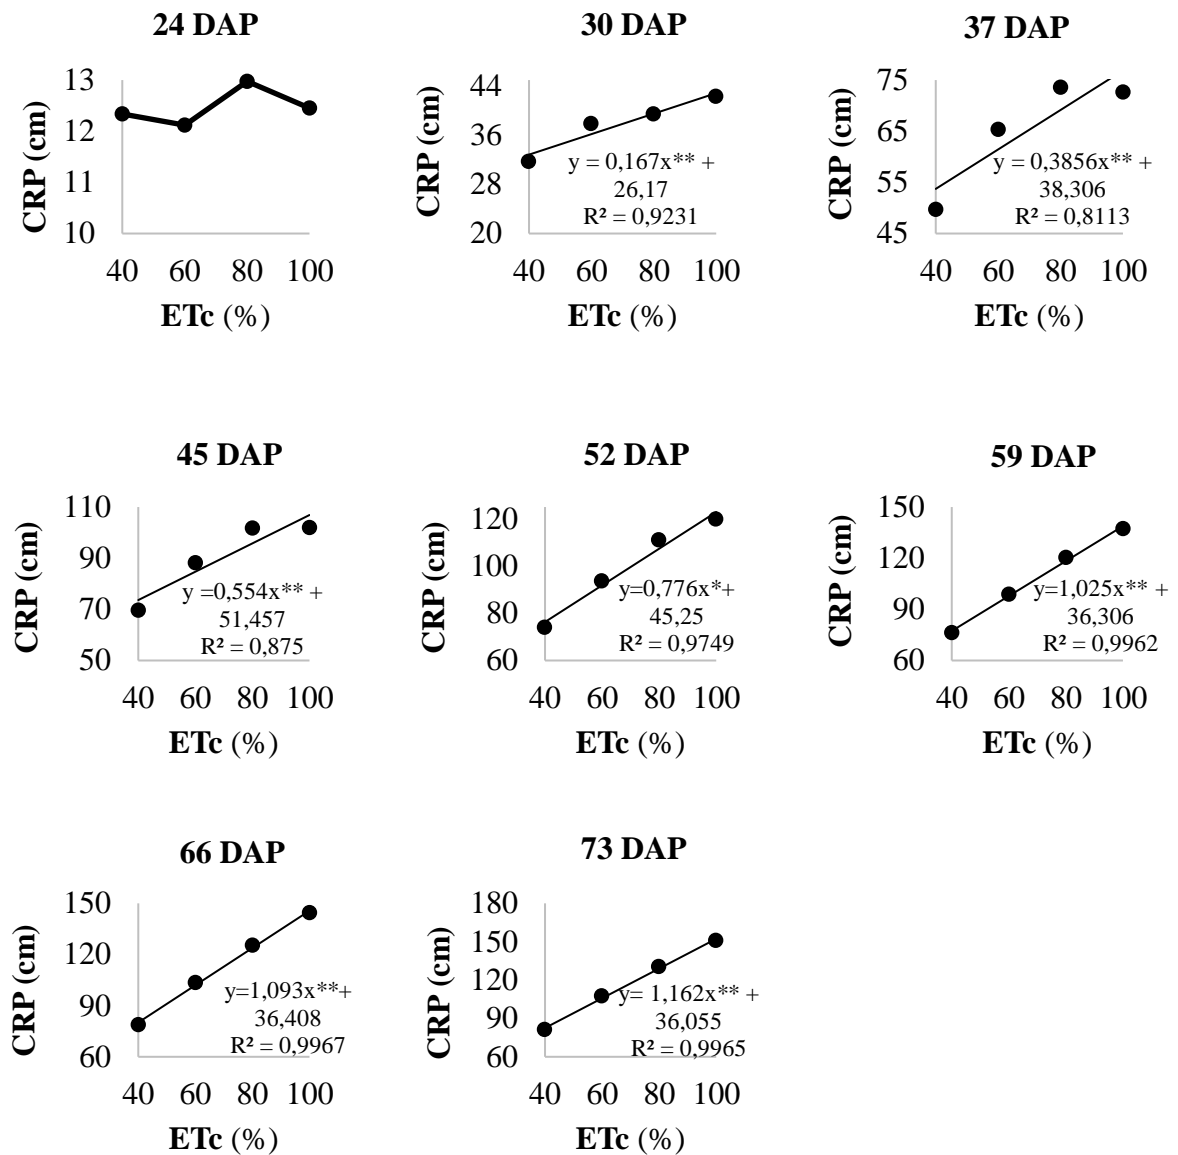 24 DAP
CRP (cm)
13
12
11
10
40 60 80 100
ETc (%)
30 DAP
CRP (cm)
44
36
28
20
y = 0,167x** +
26,17
R² = 0,9231
40 60 80 100
ETc (%)
37 DAP
CRP (cm)
75
65
55
45
y = 0,3856x** +
38,306
R² = 0,8113
40 60 80 100
ETc (%)
45 DAP
CRP (cm)
110
90
70
50
y =0,554x** +
51,457
R² = 0,875
40 60 80 100
ETc (%)
52 DAP
CRP (cm)
120
100
80
60
y=0,776x*+
45,25
R² = 0,9749
40 60 80 100
ETc (%)
59 DAP
CRP (cm)
150
120
90
60
y=1,025x** +
36,306
R² = 0,9962
40 60 80 100
ETc (%)
66 DAP
CRP (cm)
150
120
90
60
y=1,093x**+
36,408
R² = 0,9967
40 60 80 100
ETc (%)
73 DAP
CRP (cm)
180
150
120
90
60
y= 1,162x** +
36,055
R² = 0,9965
40 60 80 100
ETc (%)